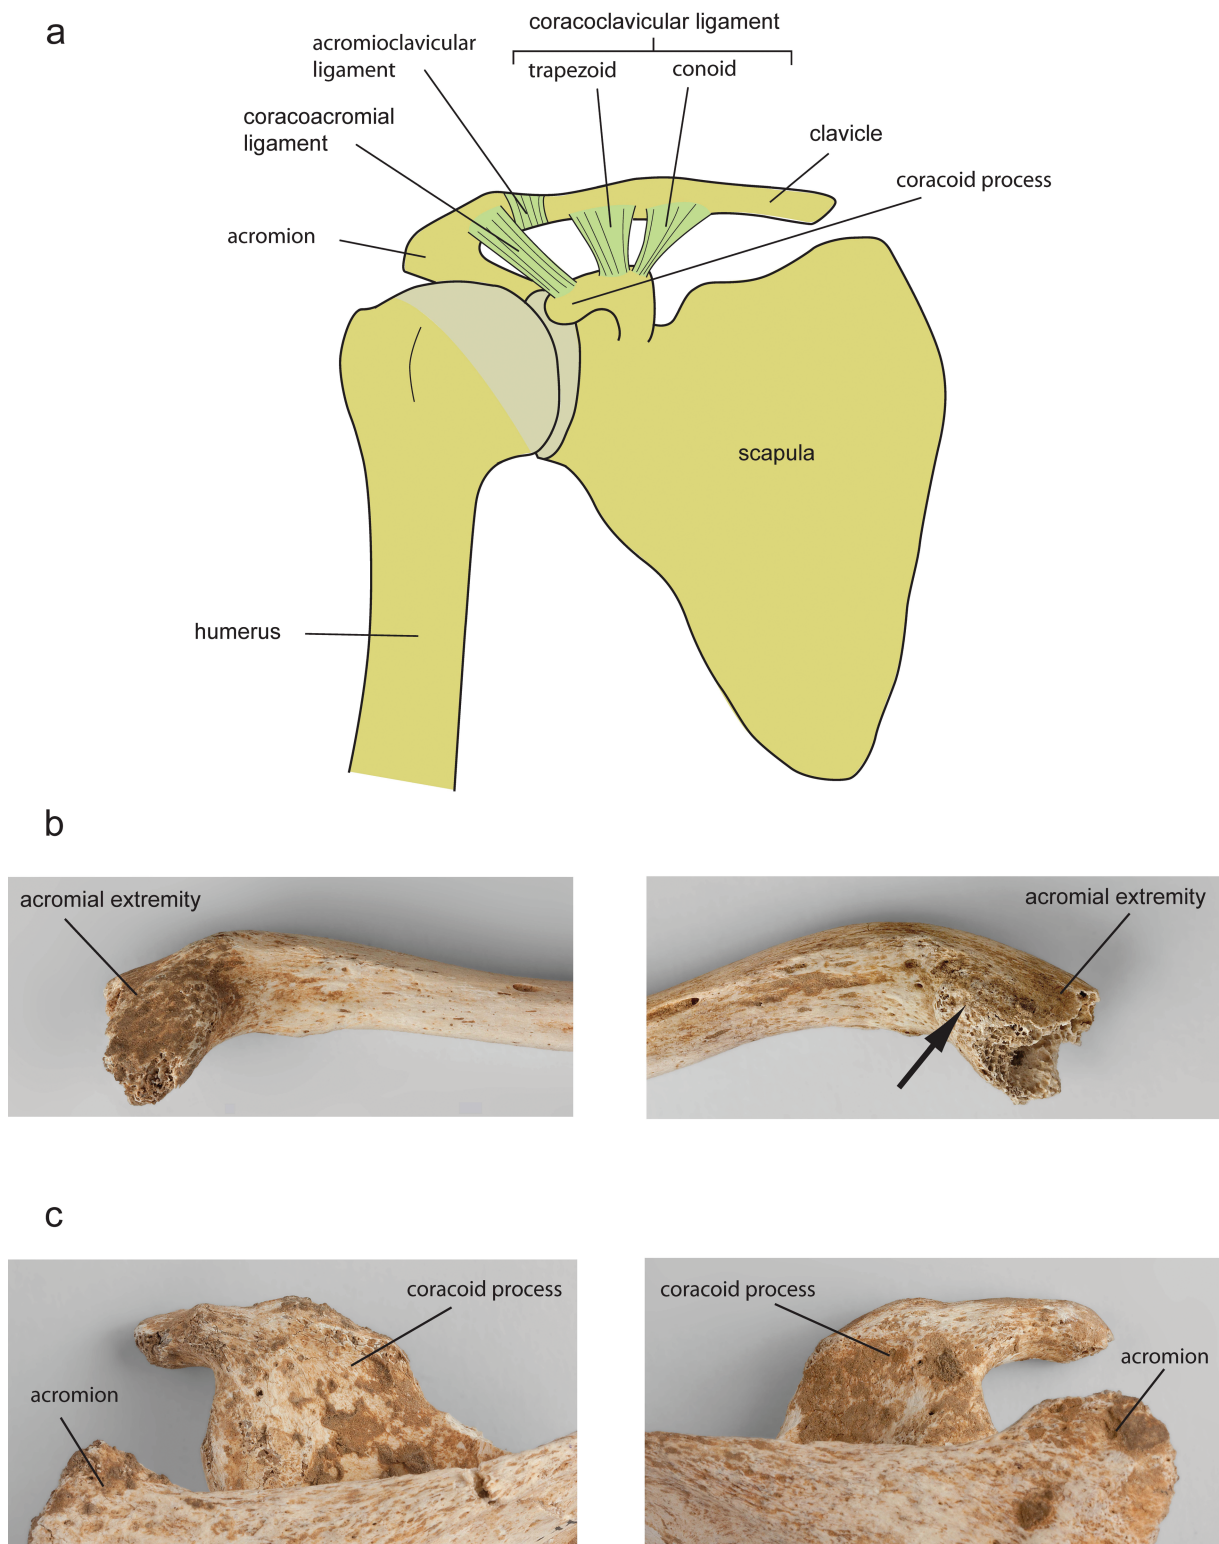 a
coracoclavicular ligament
acromioclavicular
ligament
trapezoid
conoid
coracoacromial
ligament
clavicle
coracoid process
acromion
scapula
humerus
b
acromial extremity
acromial extremity
c
coracoid process
acromion
coracoid process
acromion